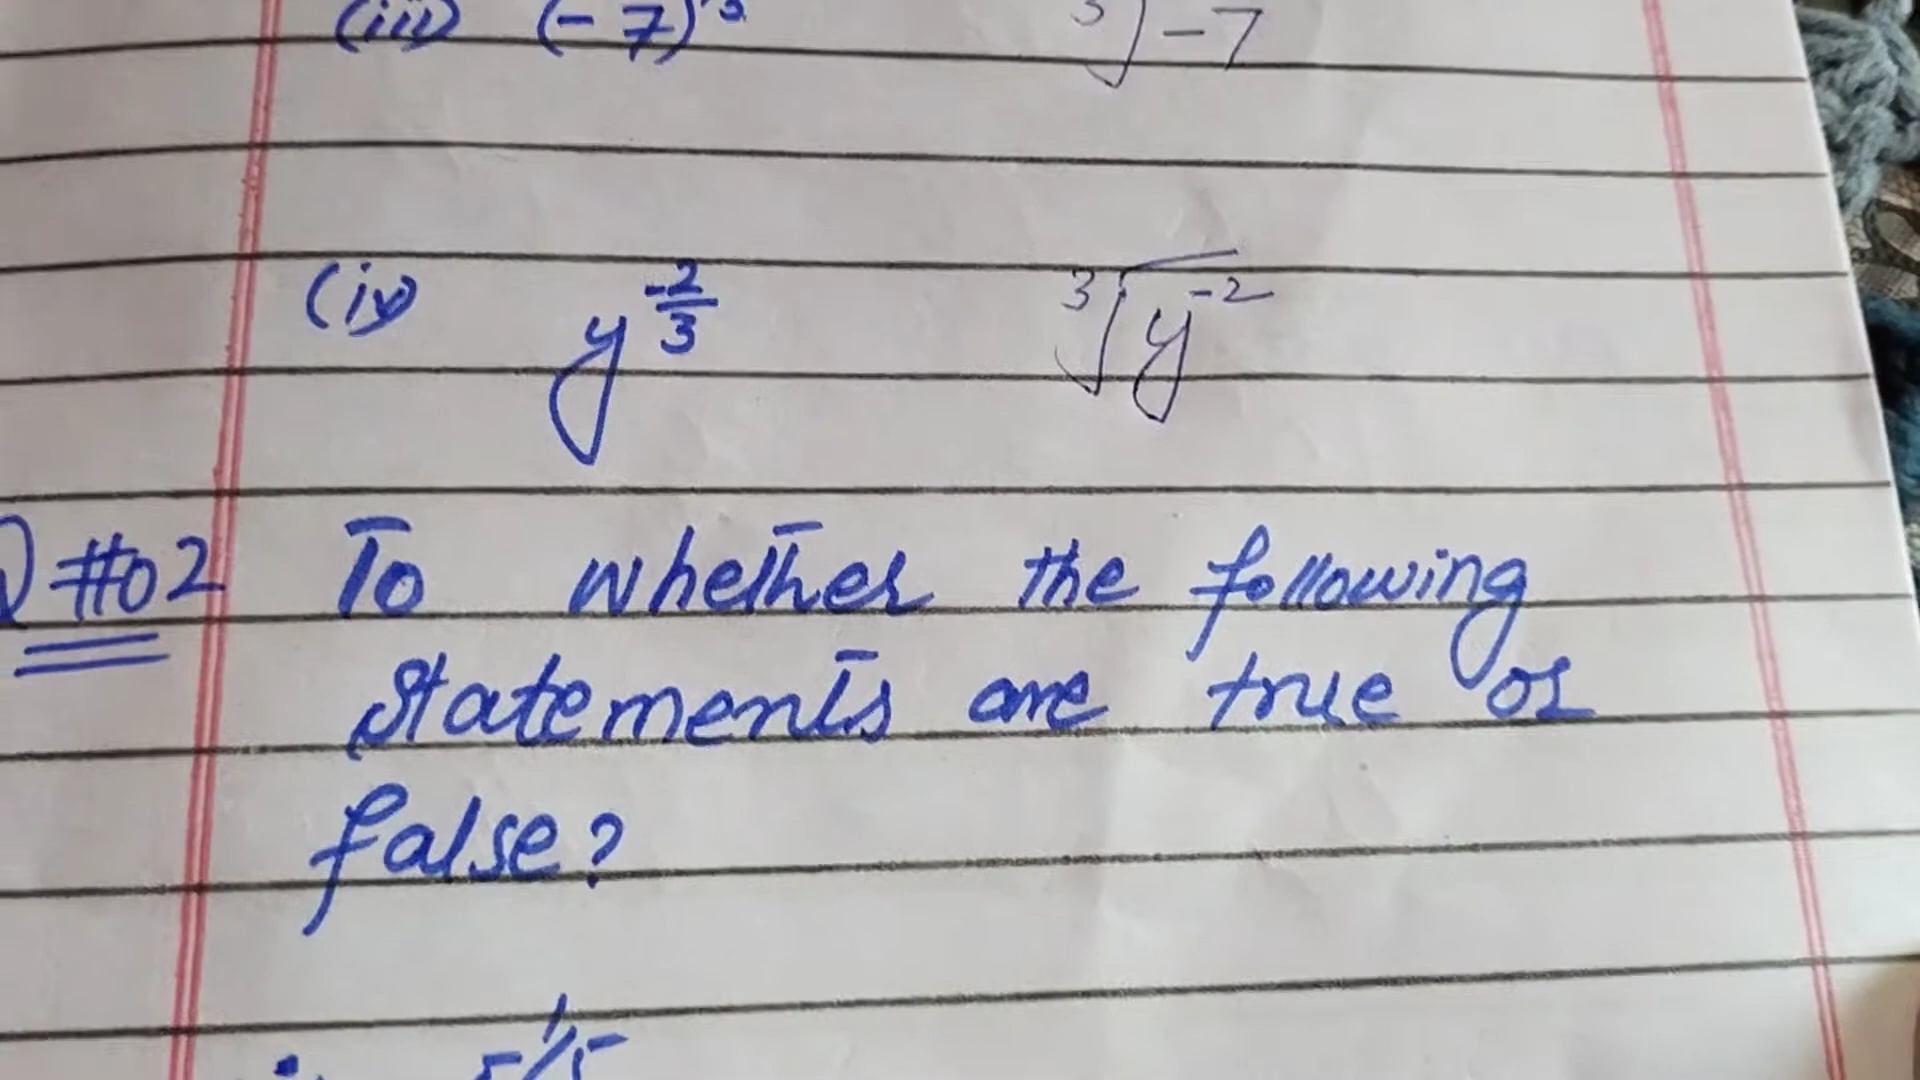 (iii) (-7) ∛-7
(iv) y^(-2/3) ∛y^-2
Q#02 To whether the following
statements are true or
false?